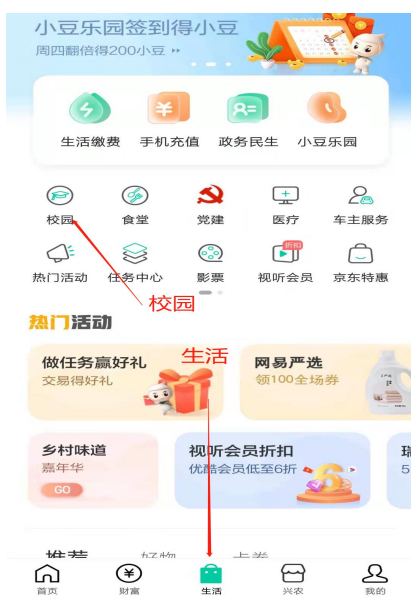 小豆乐园签到得小豆
周四翻倍得200小豆
生活缴费 手机充值 政务民生 小豆乐园
校园 食堂 党建 医疗 车主服务
折扣
热门活动 任务中心 影票 视听会员 京东特惠
校园
热门活动
生活
做任务赢好礼 网易严选
交易得好礼 领100全场券
乡村味道 视听会员折扣
嘉年华 优酷会员低至6折 5
GO
推荐 好物 卡券
首页 财富 生活 兴农 我的